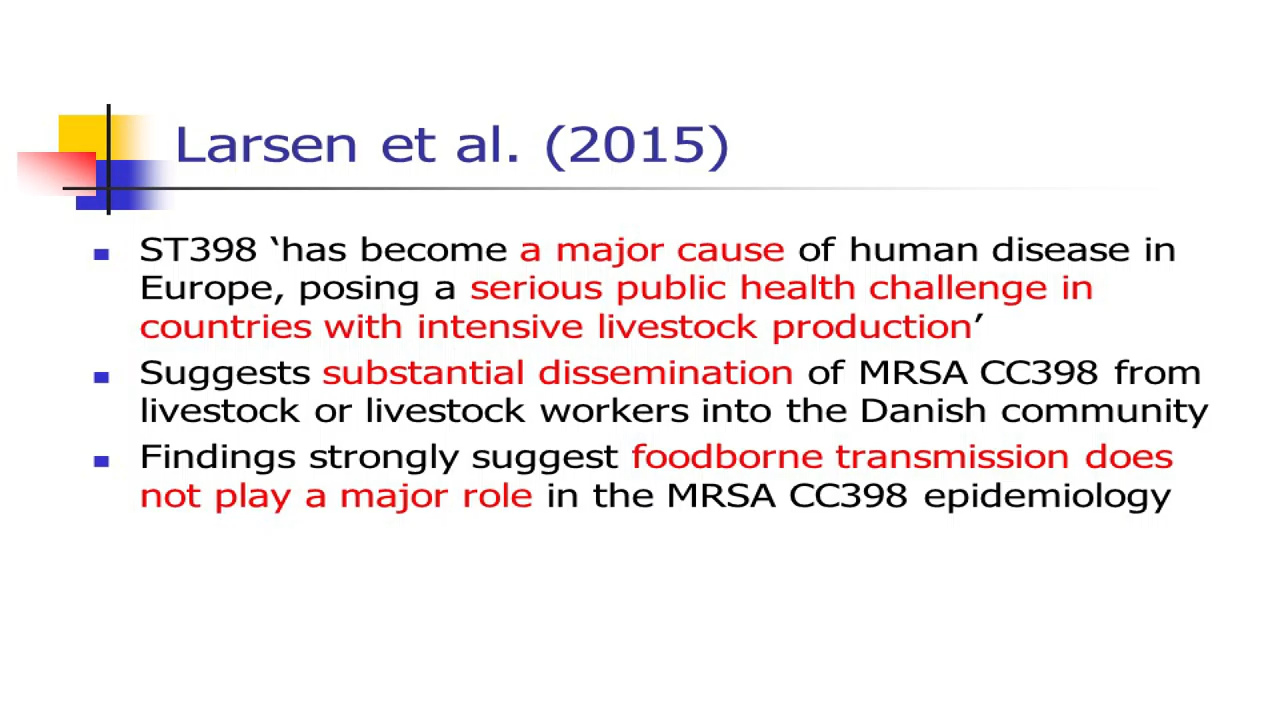 Larsen et al. (2015)
ST398 ‘has become a major cause of human disease in
Europe, posing a serious public health challenge in
countries with intensive livestock production’
Suggests substantial dissemination of MRSA CC398 from
livestock or livestock workers into the Danish community
Findings strongly suggest foodborne transmission does
not play a major role in the MRSA CC398 epidemiology